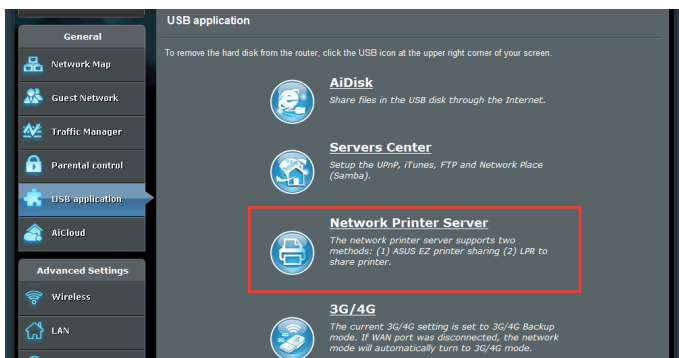 USB application
General
To remove the hard disk from the router, click the USB icon at the upper right corner of your screen.
Network Map
AiDisk
Share files in the USB disk through the Internet.
Guest Network
Traffic Manager
Servers Center
Setup the UPnP, iTunes, FTP and Network Place
(Samba).
Parental control
USB application
Network Printer Server
The network printer server supports two
methods: (1) ASUS EZ printer sharing (2) LPR to
share printer.
AiCloud
Advanced Settings
Wireless
3G/4G
The current 3G/4G setting is set to 3G/4G Backup
mode. If WAN port was disconnected, the network
mode will automatically turn to 3G/4G mode.
LAN